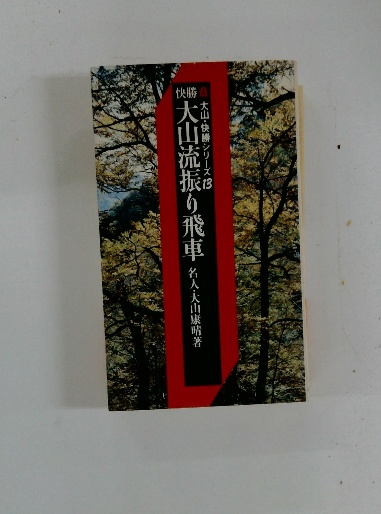 快勝
大山・快勝シリーズ13
大山流振り飛車
名人・大山康晴著